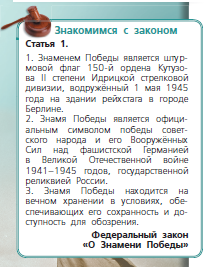 Знакомимся с законом
Статья 1.
1. Знаменем Победы является штур-
мовой флаг 150-й ордена Кутузо-
ва II степени Идрицкой стрелковой
дивизии, водружённый 1 мая 1945
года на здании рейхстага в городе
Берлине.
2. Знамя Победы является офици-
альным символом победы совет-
ского народа и его Вооружённых
Сил над фашистской Германией
в Великой Отечественной войне
1941–1945 годов, государственной
реликвией России.
3. Знамя Победы находится на
вечном хранении в условиях, обе-
спечивающих его сохранность и до-
ступность для обозрения.
Федеральный закон
«О Знамени Победы»